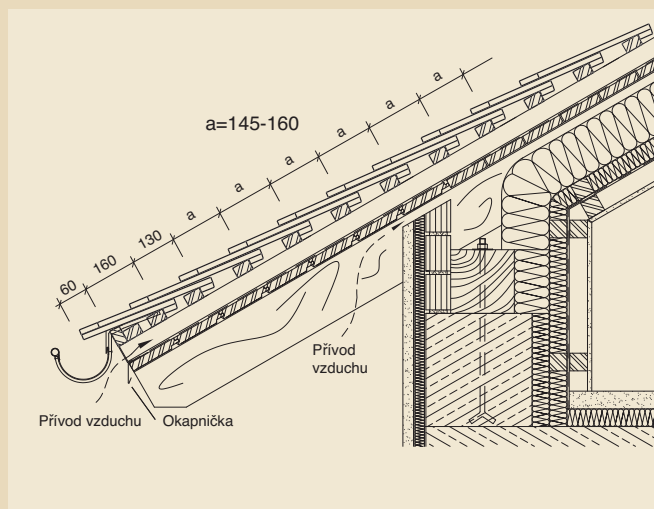 a
a
a
a
a
a
a=145-160
130
160
60
Přívod
vzduchu
Přívod vzduchu
Okapnička